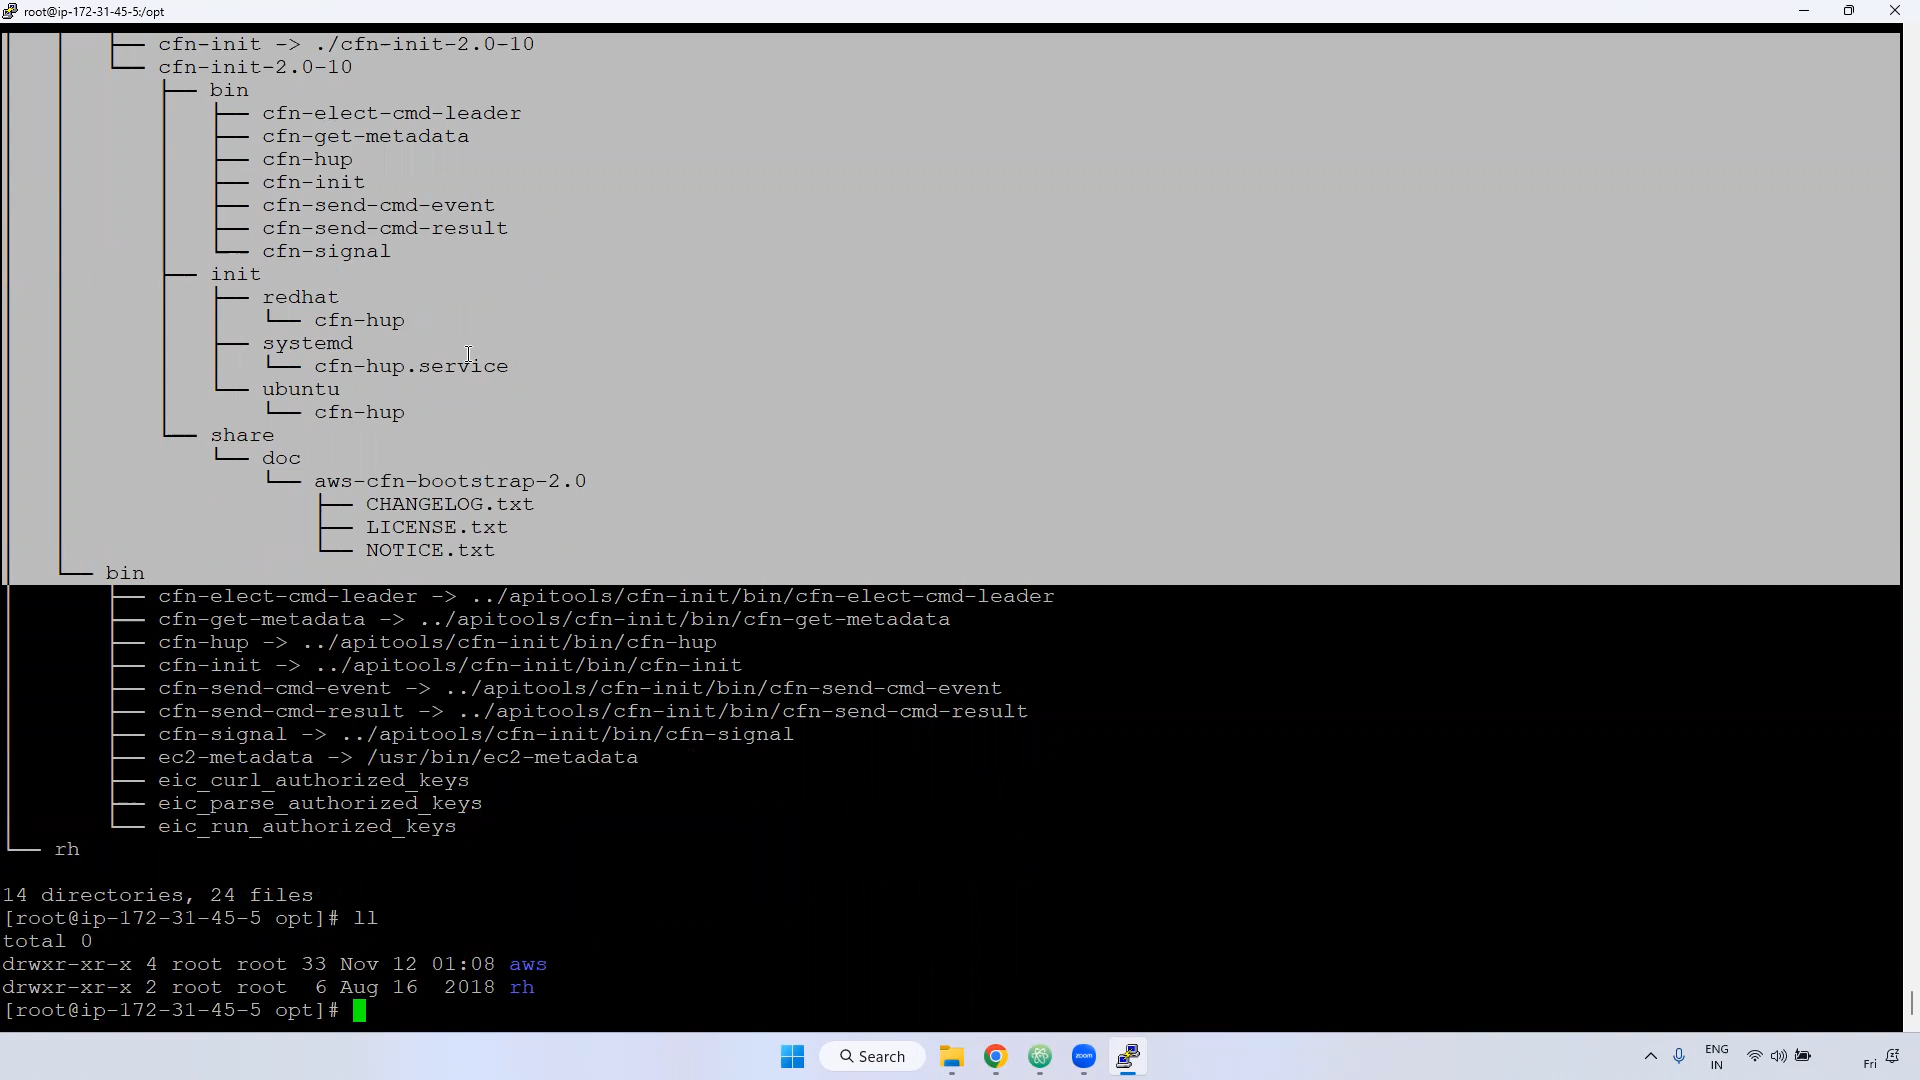 root@ip-172-31-45-5:/opt
├── cfn-init -> ./cfn-init-2.0-10
└── cfn-init-2.0-10
├── bin
├── cfn-elect-cmd-leader
├── cfn-get-metadata
├── cfn-hup
├── cfn-init
├── cfn-send-cmd-event
├── cfn-send-cmd-result
└── cfn-signal
├── init
├── redhat
└── cfn-hup
├── systemd
└── cfn-hup.service
└── ubuntu
└── cfn-hup
└── share
└── doc
└── aws-cfn-bootstrap-2.0
├── CHANGELOG.txt
├── LICENSE.txt
└── NOTICE.txt
└── bin
├── cfn-elect-cmd-leader -> ../apitools/cfn-init/bin/cfn-elect-cmd-leader
├── cfn-get-metadata -> ../apitools/cfn-init/bin/cfn-get-metadata
├── cfn-hup -> ../apitools/cfn-init/bin/cfn-hup
├── cfn-init -> ../apitools/cfn-init/bin/cfn-init
├── cfn-send-cmd-event -> ../apitools/cfn-init/bin/cfn-send-cmd-event
├── cfn-send-cmd-result -> ../apitools/cfn-init/bin/cfn-send-cmd-result
├── cfn-signal -> ../apitools/cfn-init/bin/cfn-signal
├── ec2-metadata -> /usr/bin/ec2-metadata
├── eic_curl_authorized_keys
├── eic_parse_authorized_keys
└── eic_run_authorized_keys
└── rh
14 directories, 24 files
[root@ip-172-31-45-5 opt]# ll
total 0
drwxr-xr-x 4 root root 33 Nov 12 01:08 aws
drwxr-xr-x 2 root root  6 Aug 16  2018 rh
[root@ip-172-31-45-5 opt]#
Search
zoom
ENG
IN
Fri